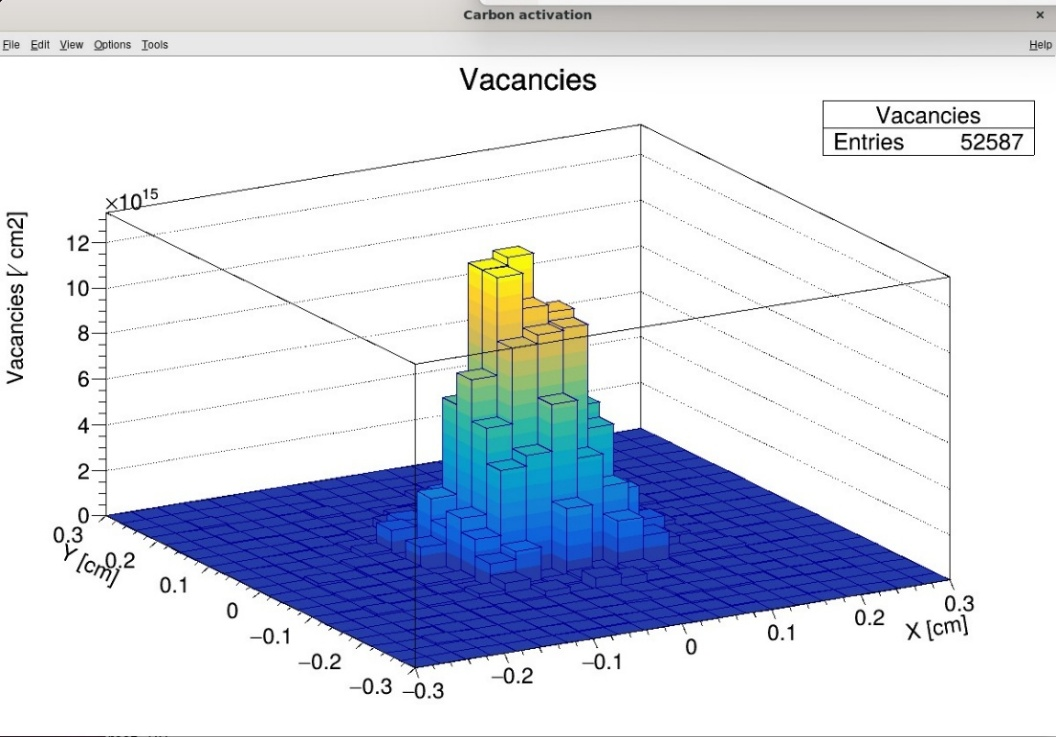 Carbon activation ×
File Edit View Options Tools Help
Vacancies
Vacancies
Entries 52587
×10¹⁵
Vacancies [/ cm2]
12
10
8
6
4
2
0
0.3
0.2
0.1
0
−0.1
−0.2
−0.3
Y [cm]
−0.3
−0.2
−0.1
0
0.1
0.2
0.3
X [cm]